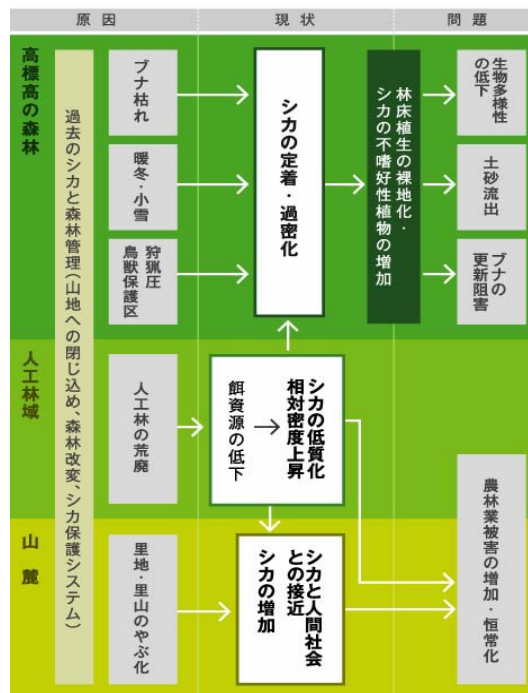 原因
現状
問題
高標高の森林
過去のシカと森林管理(山地への閉じ込め、森林改変、シカ保護システム)
ブナ枯れ
暖冬・小雪
狩猟圧
鳥獣保護区
シカの定着・過密化
林床植生の裸地化・
シカの不嗜好性植物の増加
生物多様性
の低下
土砂流出
ブナの
更新阻害
人工林域
人工林の荒廃
餌資源の低下
シカの低質化
相対密度上昇
農林業被害の増加・恒常化
山麓
里地・里山のやぶ化
シカと人間社会
との接近
シカの増加